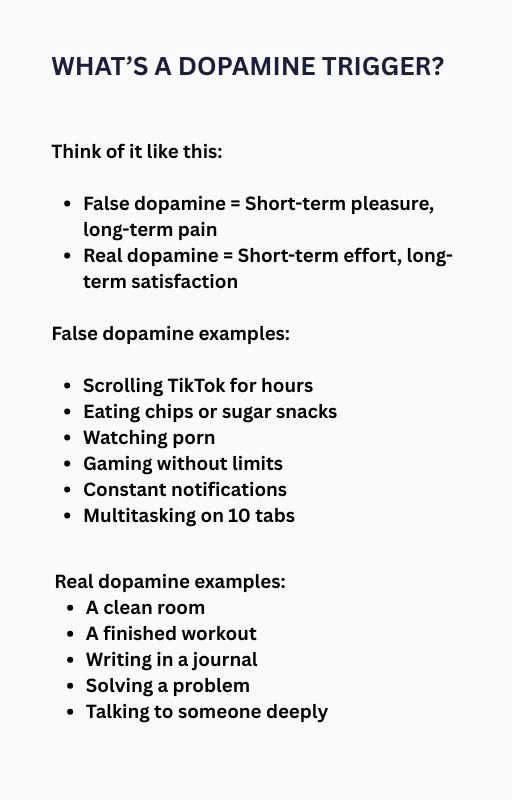 WHAT’S A DOPAMINE TRIGGER?
Think of it like this:
• False dopamine = Short-term pleasure,
long-term pain
• Real dopamine = Short-term effort, long-
term satisfaction
False dopamine examples:
• Scrolling TikTok for hours
• Eating chips or sugar snacks
• Watching porn
• Gaming without limits
• Constant notifications
• Multitasking on 10 tabs
Real dopamine examples:
• A clean room
• A finished workout
• Writing in a journal
• Solving a problem
• Talking to someone deeply